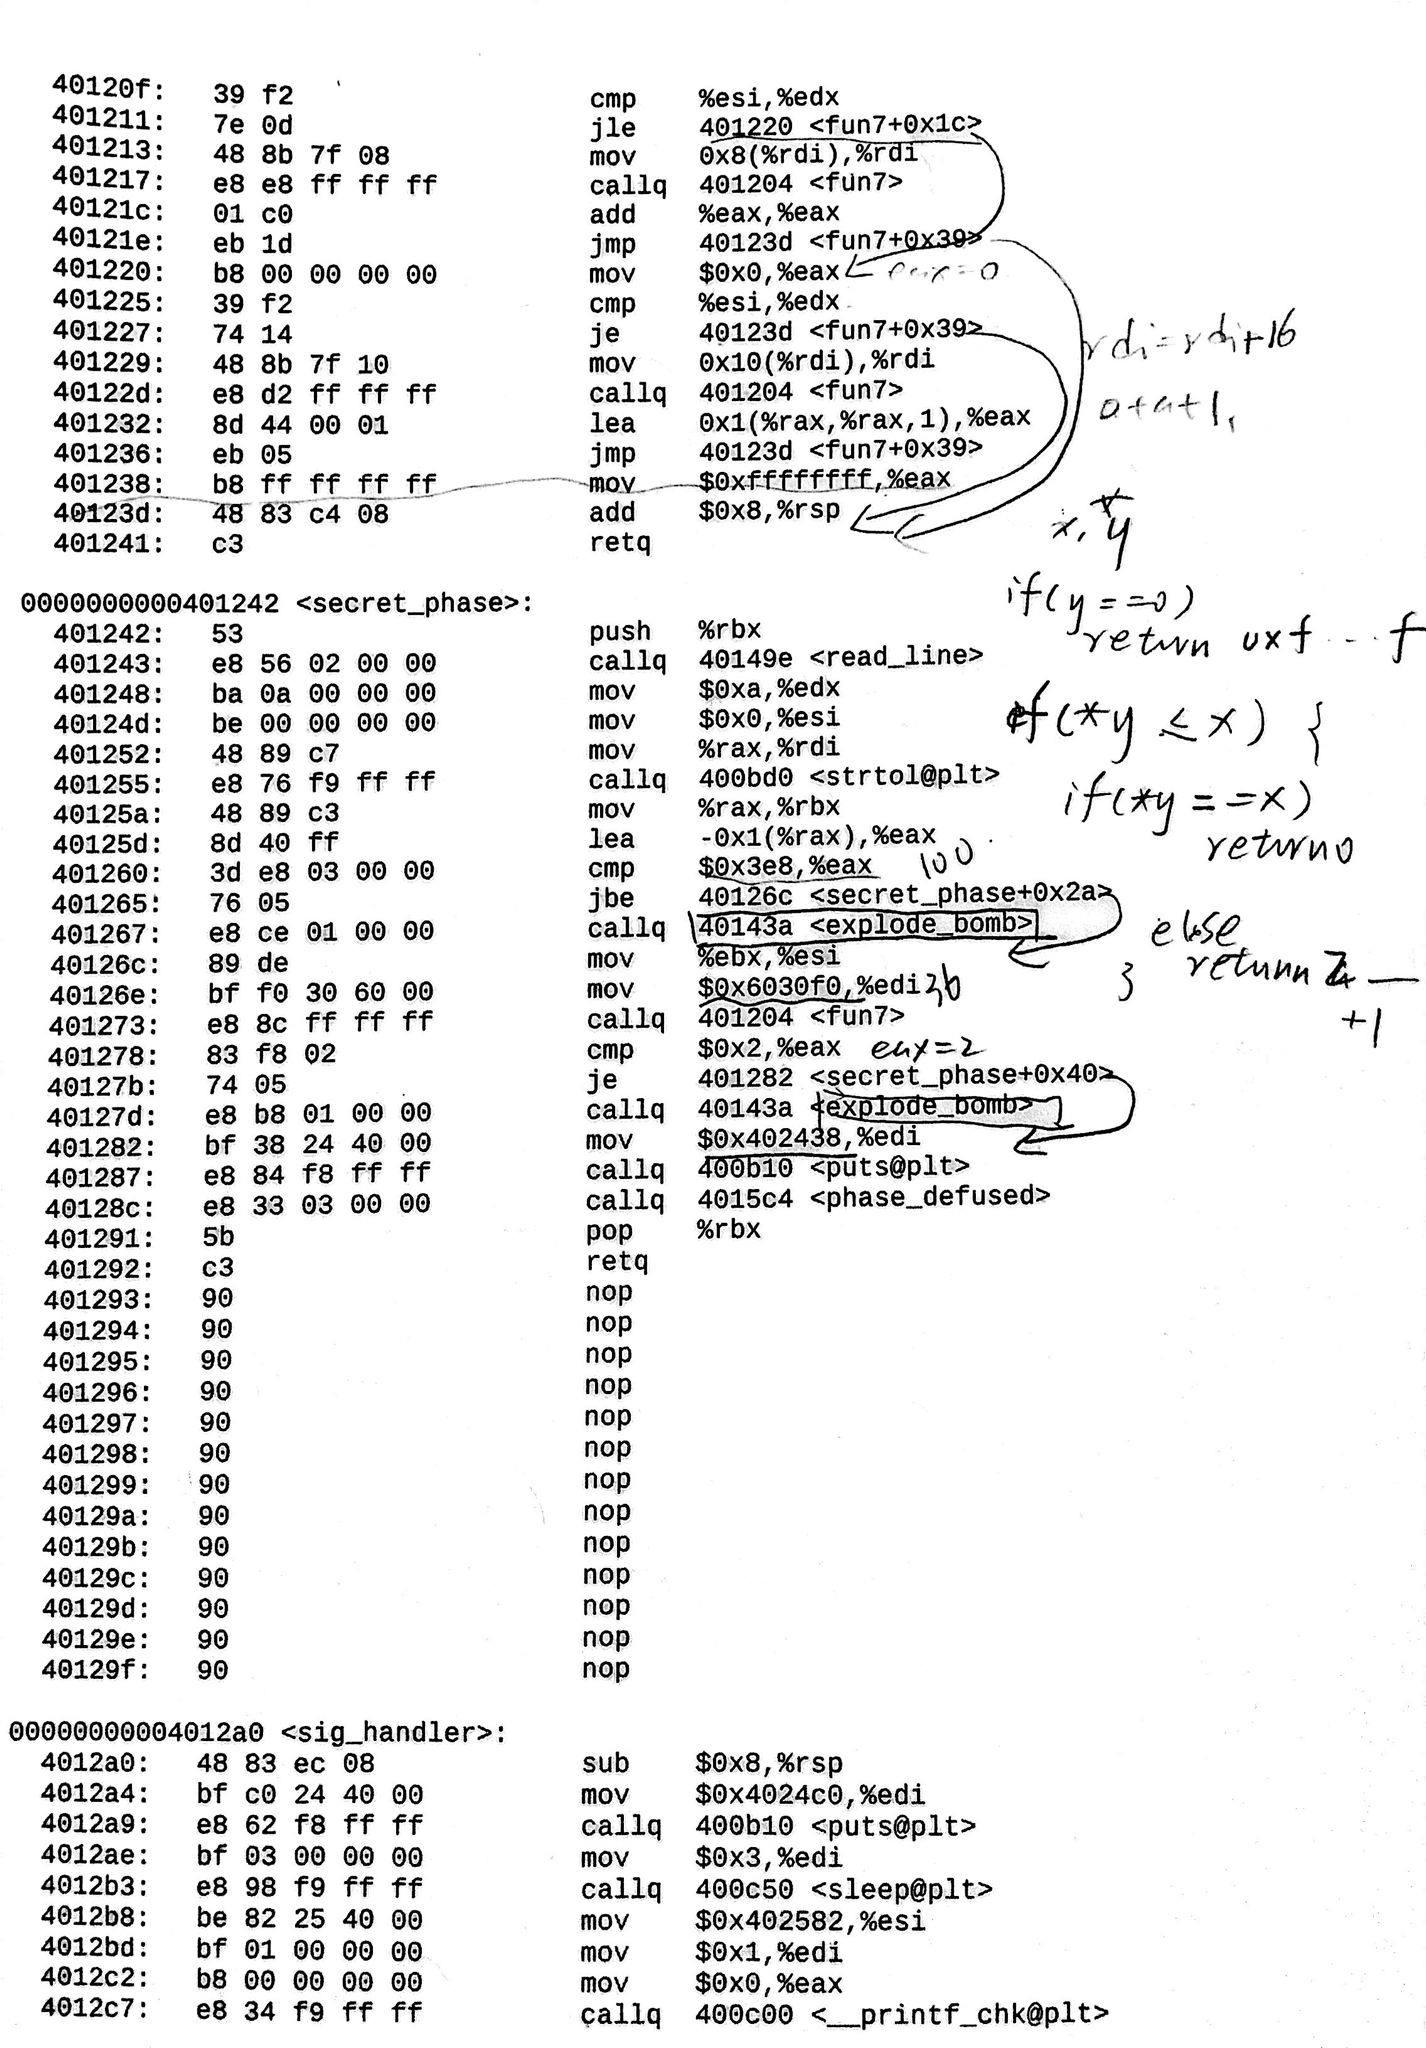 40120f: 39 f2 cmp %esi,%edx
401211: 7e 0d jle 401220 <fun7+0x1c>
401213: 48 8b 7f 08 mov 0x8(%rdi),%rdi
401217: e8 e8 ff ff ff callq 401204 <fun7>
40121c: 01 c0 add %eax,%eax
40121e: eb 1d jmp 40123d <fun7+0x39>
401220: b8 00 00 00 00 mov $0x0,%eax eax=0
401225: 39 f2 cmp %esi,%edx
401227: 74 14 je 40123d <fun7+0x39>
rdi=rdi+16
401229: 48 8b 7f 10 mov 0x10(%rdi),%rdi
40122d: e8 d2 ff ff ff callq 401204 <fun7>
a+a+1,
401232: 8d 44 00 01 lea 0x1(%rax,%rax,1),%eax
401236: eb 05 jmp 40123d <fun7+0x39>
401238: b8 ff ff ff ff mov $0xffffffff,%eax
40123d: 48 83 c4 08 add $0x8,%rsp
x, *y
401241: c3 retq
0000000000401242 <secret_phase>:
if(y==0)
401242: 53 push %rbx
return 0xf...f
401243: e8 56 02 00 00 callq 40149e <read_line>
401248: ba 0a 00 00 00 mov $0xa,%edx
40124d: be 00 00 00 00 mov $0x0,%esi
if(*y ≤ x) {
401252: 48 89 c7 mov %rax,%rdi
401255: e8 76 f9 ff ff callq 400bd0 <strtol@plt>
40125a: 48 89 c3 mov %rax,%rbx
if(*y==x)
40125d: 8d 40 ff lea -0x1(%rax),%eax
return 0
401260: 3d e8 03 00 00 cmp $0x3e8,%eax 100
401265: 76 05 jbe 40126c <secret_phase+0x2a>
401267: e8 ce 01 00 00 callq 40143a <explode_bomb>
else
40126c: 89 de mov %ebx,%esi
} return 2
40126e: bf f0 30 60 00 mov $0x6030f0,%edi 36
401273: e8 8c ff ff ff callq 401204 <fun7>
+1
401278: 83 f8 02 cmp $0x2,%eax eax=2
40127b: 74 05 je 401282 <secret_phase+0x40>
40127d: e8 b8 01 00 00 callq 40143a <explode_bomb>
401282: bf 38 24 40 00 mov $0x402438,%edi
401287: e8 84 f8 ff ff callq 400b10 <puts@plt>
40128c: e8 33 03 00 00 callq 4015c4 <phase_defused>
401291: 5b pop %rbx
401292: c3 retq
401293: 90 nop
401294: 90 nop
401295: 90 nop
401296: 90 nop
401297: 90 nop
401298: 90 nop
401299: 90 nop
40129a: 90 nop
40129b: 90 nop
40129c: 90 nop
40129d: 90 nop
40129e: 90 nop
40129f: 90 nop
00000000004012a0 <sig_handler>:
4012a0: 48 83 ec 08 sub $0x8,%rsp
4012a4: bf c0 24 40 00 mov $0x4024c0,%edi
4012a9: e8 62 f8 ff ff callq 400b10 <puts@plt>
4012ae: bf 03 00 00 00 mov $0x3,%edi
4012b3: e8 98 f9 ff ff callq 400c50 <sleep@plt>
4012b8: be 82 25 40 00 mov $0x402582,%esi
4012bd: bf 01 00 00 00 mov $0x1,%edi
4012c2: b8 00 00 00 00 mov $0x0,%eax
4012c7: e8 34 f9 ff ff callq 400c00 <__printf_chk@plt>